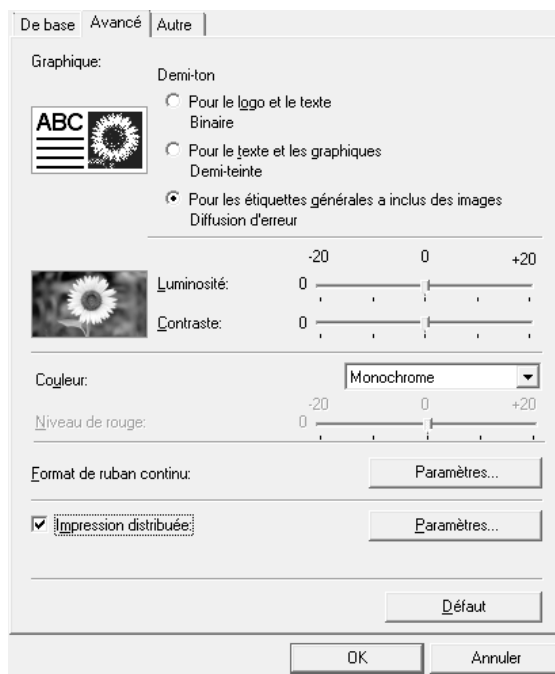 De base Avancé Autre
Graphique:
Demi-ton
ABC
Pour le logo et le texte
Binaire
Pour le texte et les graphiques
Demi-teinte
Pour les étiquettes générales a inclus des images
Diffusion d'erreur
-20 0 +20
Luminosité: 0
Contraste: 0
Couleur: Monochrome
-20 0 +20
Niveau de rouge: 0
Format de ruban continu: Paramètres...
Impression distribuée: Paramètres...
Défaut
OK Annuler